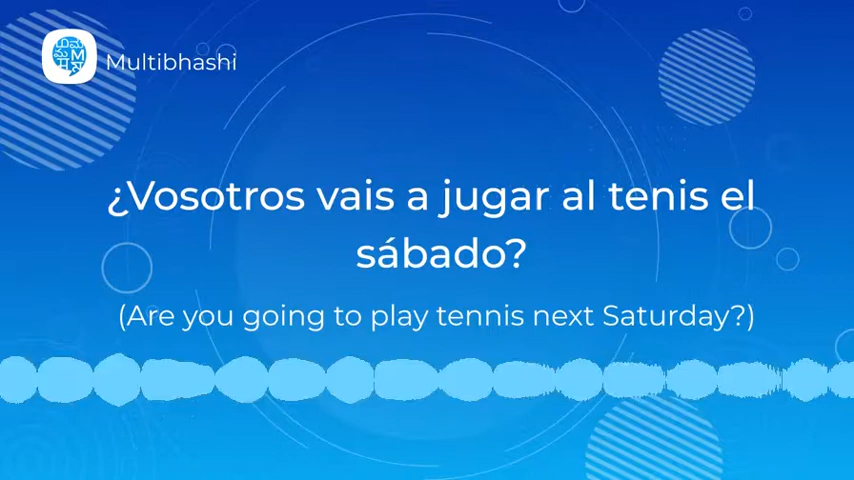 Multibhashi
¿Vosotros vais a jugar al tenis el
sábado?
(Are you going to play tennis next Saturday?)